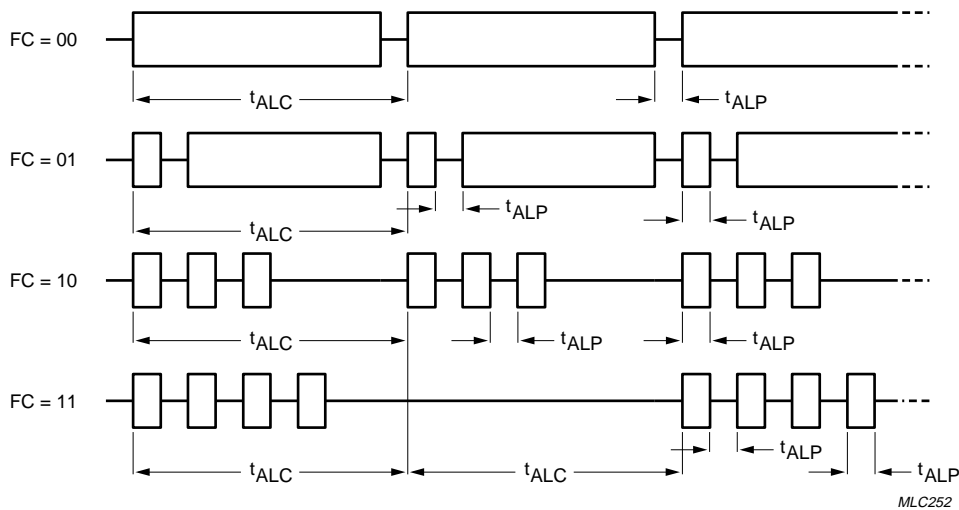 FC = 00
tALC
tALP
FC = 01
tALP
tALP
tALC
FC = 10
tALC
tALP
tALP
FC = 11
tALP
tALC
tALC
tALP
MLC252